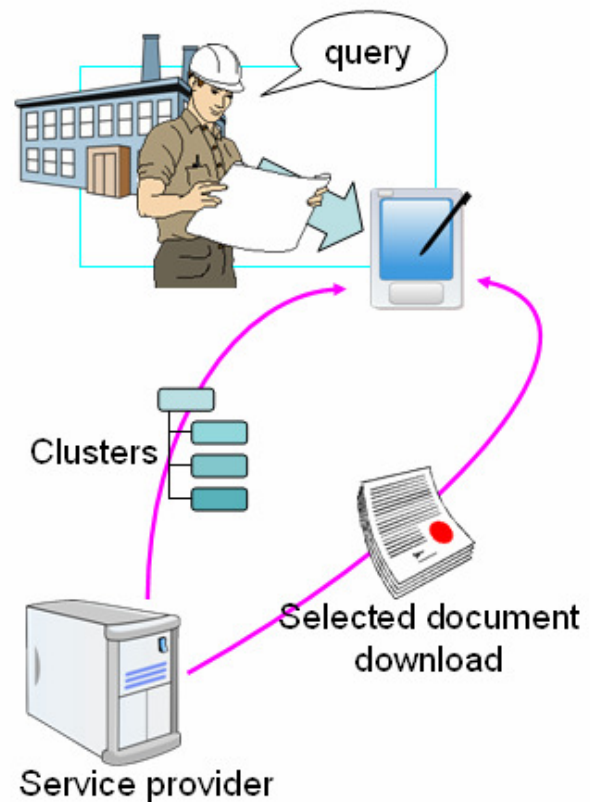 query
Clusters
Selected document
download
Service provider